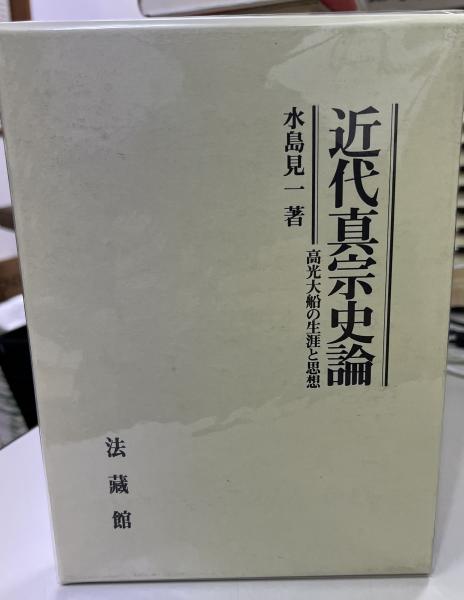 近代真宗史論
高光大船の生涯と思想
水島見一 著
法藏館